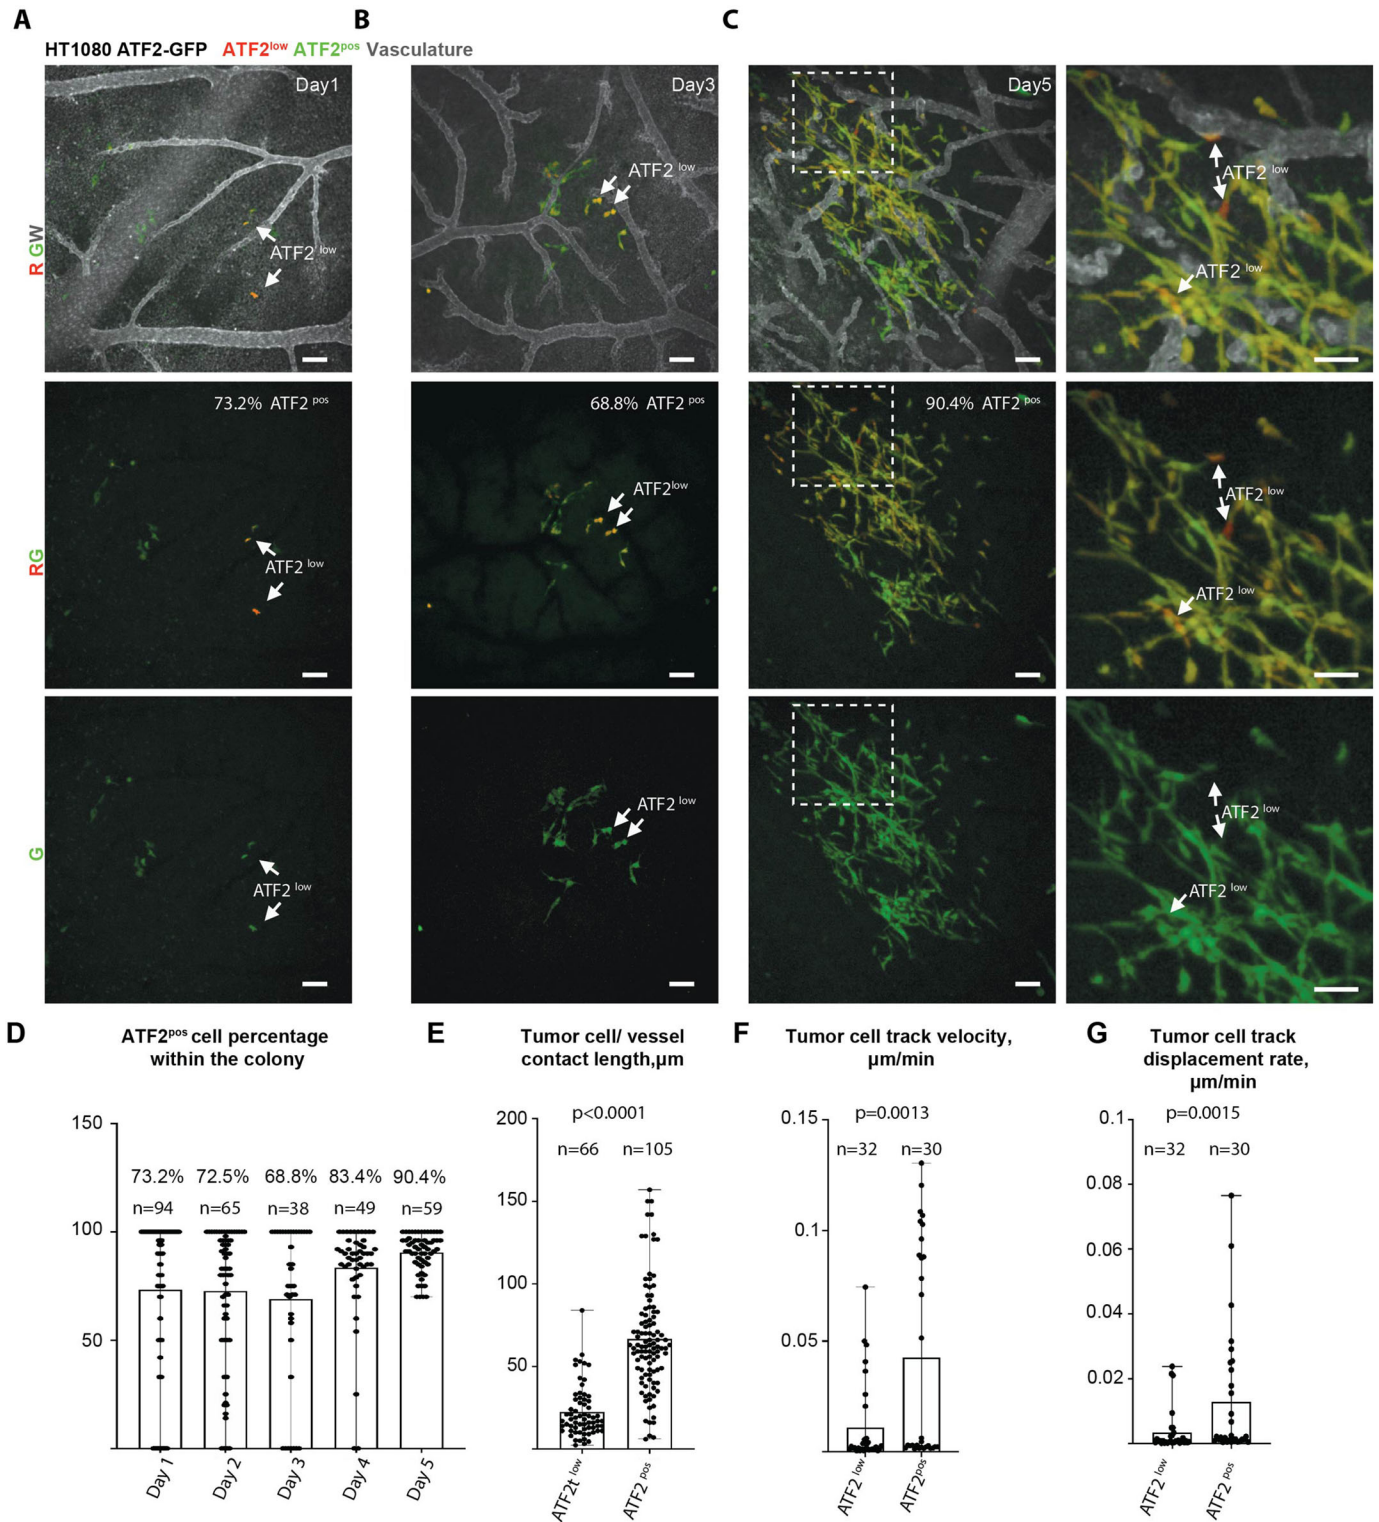 A
B
C
HT1080 ATF2-GFP ATF2low ATF2pos Vasculature
Day1
Day3
Day5
ATF2 low
ATF2 low
ATF2 low
ATF2 low
R GW
73.2% ATF2 pos
68.8% ATF2 pos
90.4% ATF2 pos
ATF2 low
ATF2low
ATF2 low
ATF2 low
RG
ATF2 low
ATF2 low
ATF2 low
ATF2 low
G
D
ATF2pos cell percentage
within the colony
150
100
50
73.2% 72.5% 68.8% 83.4% 90.4%
n=94 n=65 n=38 n=49 n=59
Day 1 Day 2 Day 3 Day 4 Day 5
E
Tumor cell/ vessel
contact length,µm
p<0.0001
n=66 n=105
200
150
100
50
ATF2t low ATF2 pos
F
Tumor cell track velocity,
µm/min
p=0.0013
n=32 n=30
0.15
0.1
0.05
ATF2 low ATF2pos
G
Tumor cell track
displacement rate,
µm/min
p=0.0015
n=32 n=30
0.1
0.08
0.06
0.04
0.02
ATF2 low ATF2 pos